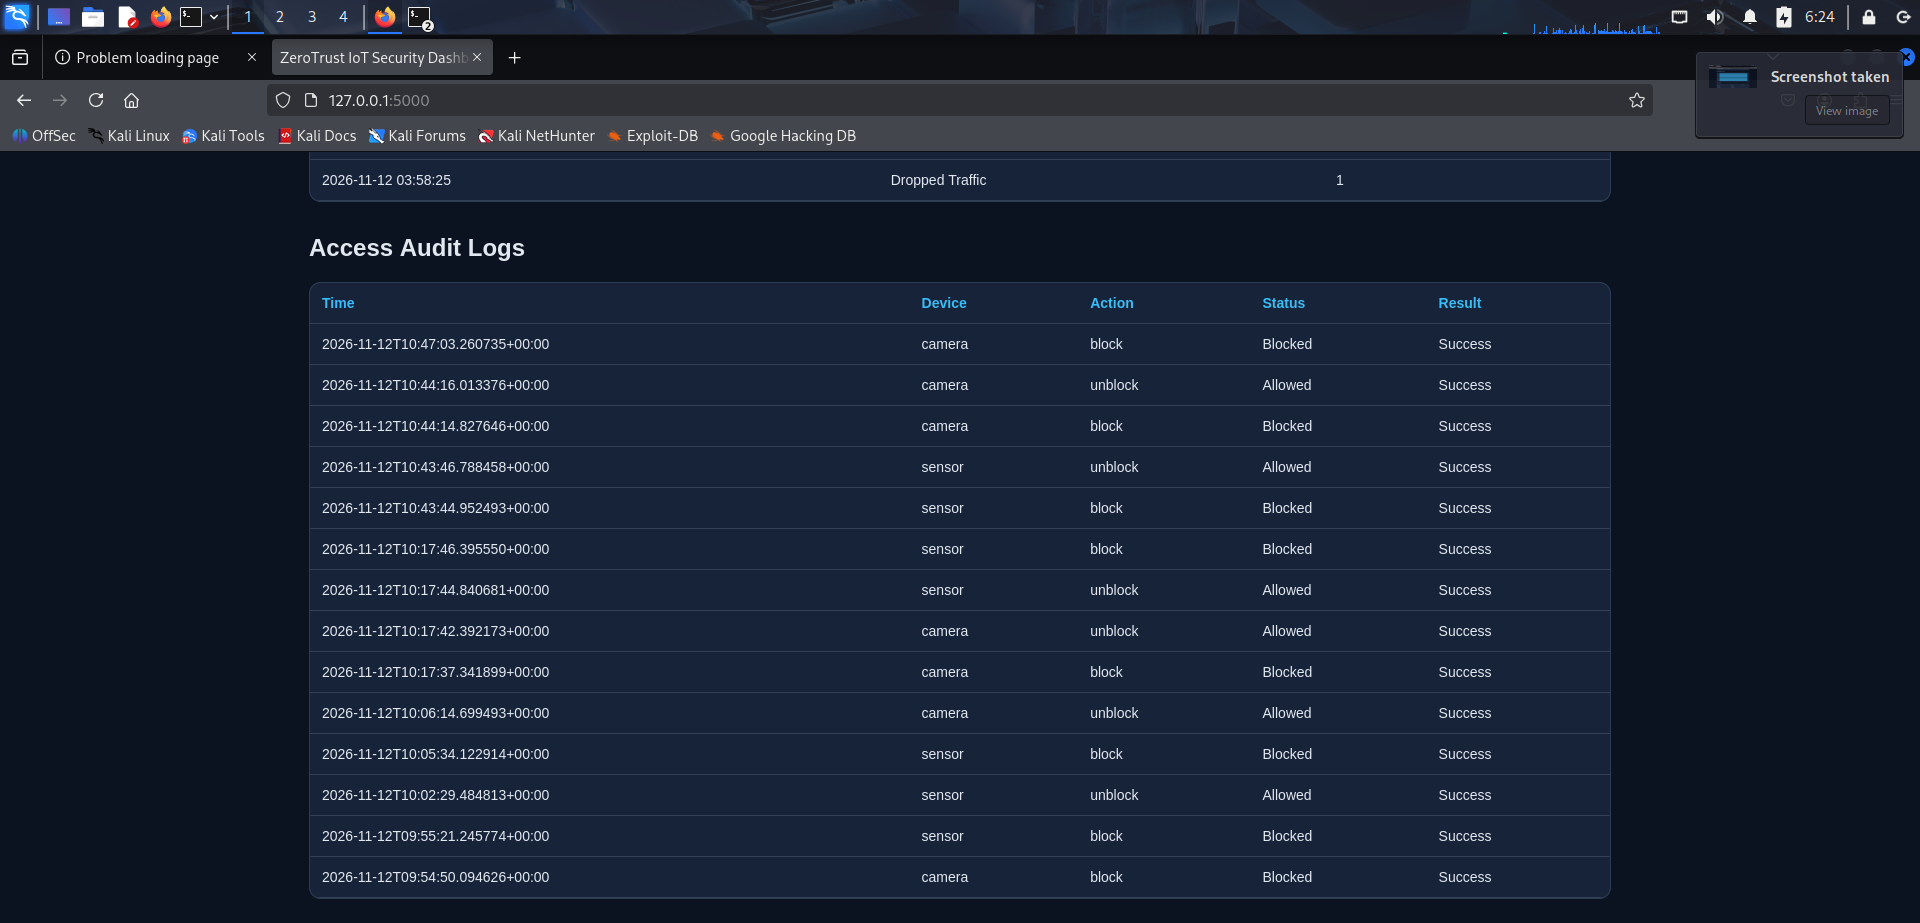 1 2 3 4 2 6:24
Problem loading page ZeroTrust IoT Security Dashb
Screenshot taken
127.0.0.1:5000
View image
OffSec Kali Linux Kali Tools Kali Docs Kali Forums Kali NetHunter Exploit-DB Google Hacking DB
2026-11-12 03:58:25 Dropped Traffic 1
Access Audit Logs
Time Device Action Status Result
2026-11-12T10:47:03.260735+00:00 camera block Blocked Success
2026-11-12T10:44:16.013376+00:00 camera unblock Allowed Success
2026-11-12T10:44:14.827646+00:00 camera block Blocked Success
2026-11-12T10:43:46.788458+00:00 sensor unblock Allowed Success
2026-11-12T10:43:44.952493+00:00 sensor block Blocked Success
2026-11-12T10:17:46.395550+00:00 sensor block Blocked Success
2026-11-12T10:17:44.840681+00:00 sensor unblock Allowed Success
2026-11-12T10:17:42.392173+00:00 camera unblock Allowed Success
2026-11-12T10:17:37.341899+00:00 camera block Blocked Success
2026-11-12T10:06:14.699493+00:00 camera unblock Allowed Success
2026-11-12T10:05:34.122914+00:00 sensor block Blocked Success
2026-11-12T10:02:29.484813+00:00 sensor unblock Allowed Success
2026-11-12T09:55:21.245774+00:00 sensor block Blocked Success
2026-11-12T09:54:50.094626+00:00 camera block Blocked Success